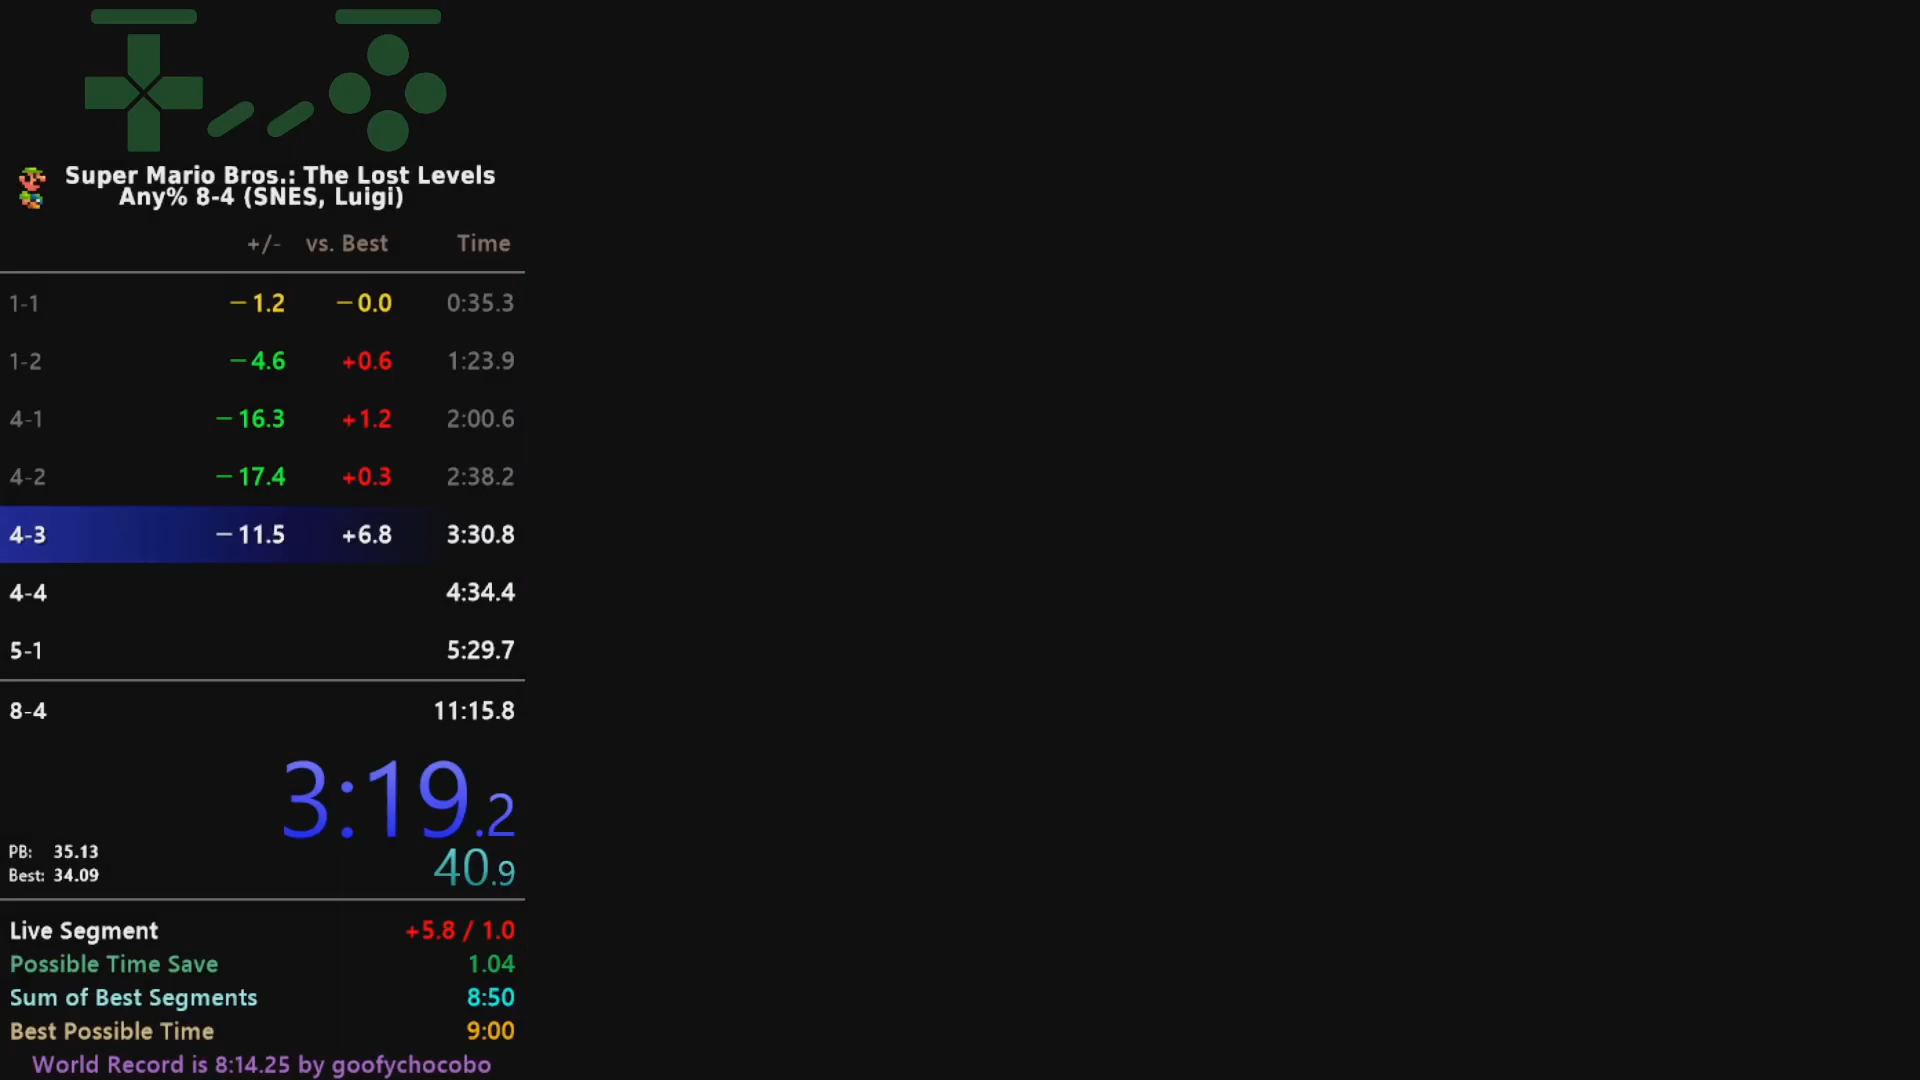 Super Mario Bros.: The Lost Levels
Any% 8-4 (SNES, Luigi)
+/- vs. Best Time
1-1 −1.2 −0.0 0:35.3
1-2 −4.6 +0.6 1:23.9
4-1 −16.3 +1.2 2:00.6
4-2 −17.4 +0.3 2:38.2
4-3 −11.5 +6.8 3:30.8
4-4 4:34.4
5-1 5:29.7
8-4 11:15.8
3:19.2
PB: 35.13
Best: 34.09
40.9
Live Segment +5.8 / 1.0
Possible Time Save 1.04
Sum of Best Segments 8:50
Best Possible Time 9:00
World Record is 8:14.25 by goofychocobo